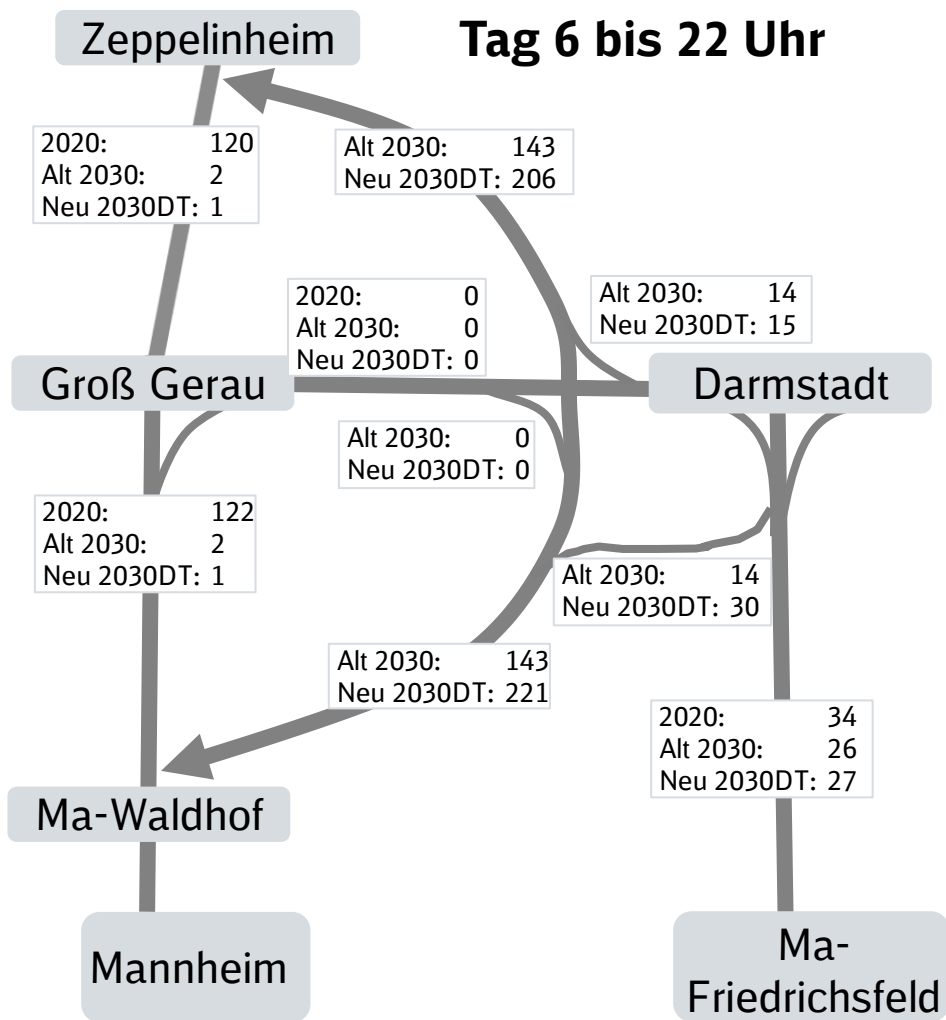 Zeppelinheim
Tag 6 bis 22 Uhr
2020: 120
Alt 2030: 2
Neu 2030DT: 1
Alt 2030: 143
Neu 2030DT: 206
2020: 0
Alt 2030: 0
Neu 2030DT: 0
Alt 2030: 14
Neu 2030DT: 15
Groß Gerau
Darmstadt
Alt 2030: 0
Neu 2030DT: 0
2020: 122
Alt 2030: 2
Neu 2030DT: 1
Alt 2030: 14
Neu 2030DT: 30
Alt 2030: 143
Neu 2030DT: 221
2020: 34
Alt 2030: 26
Neu 2030DT: 27
Ma-Waldhof
Mannheim
Ma-
Friedrichsfeld